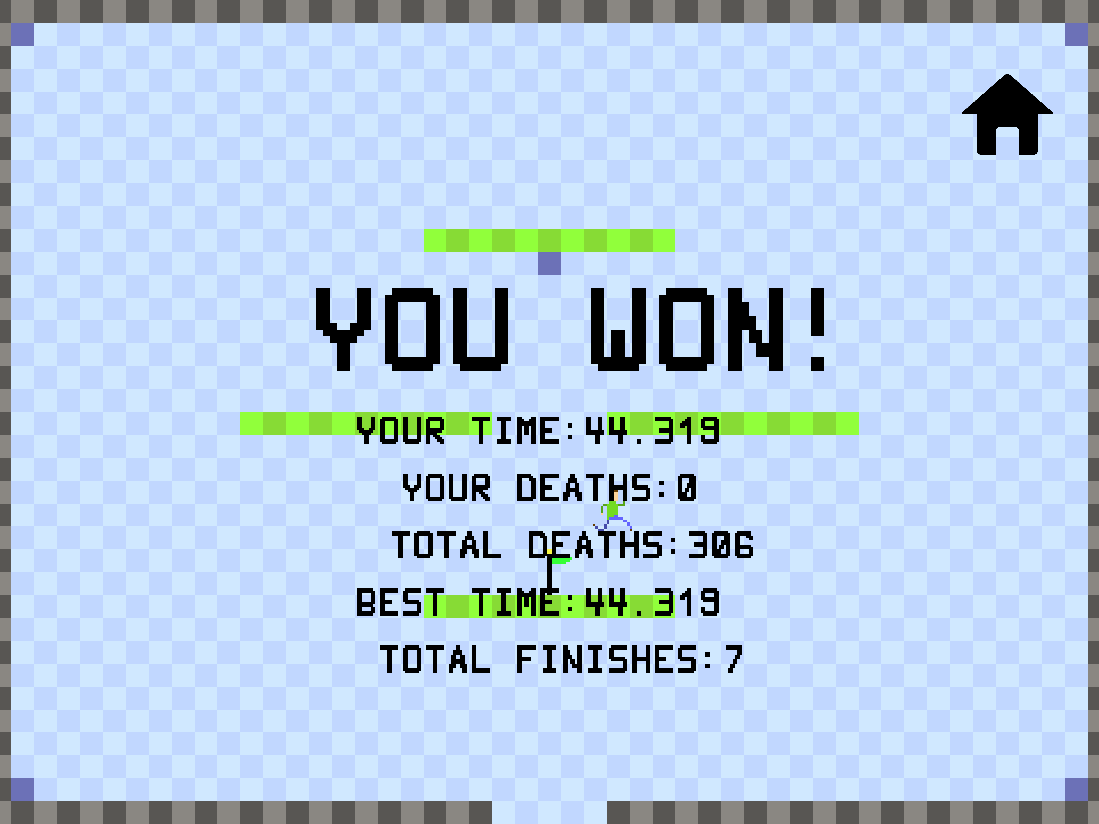 YOU WON!
YOUR TIME:44.319
YOUR DEATHS:0
TOTAL DEATHS:306
BEST TIME:44.319
TOTAL FINISHES:7